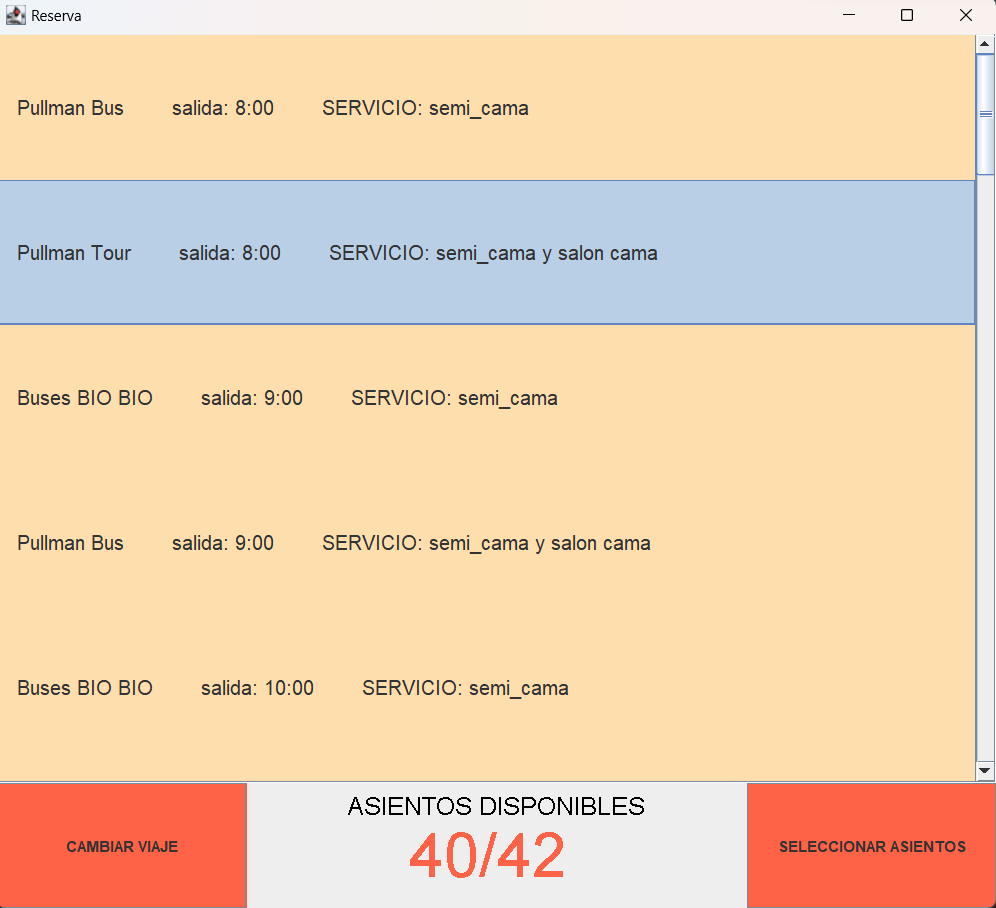 Reserva
Pullman Bus salida: 8:00 SERVICIO: semi_cama
Pullman Tour salida: 8:00 SERVICIO: semi_cama y salon cama
Buses BIO BIO salida: 9:00 SERVICIO: semi_cama
Pullman Bus salida: 9:00 SERVICIO: semi_cama y salon cama
Buses BIO BIO salida: 10:00 SERVICIO: semi_cama
ASIENTOS DISPONIBLES
CAMBIAR VIAJE 40/42 SELECCIONAR ASIENTOS